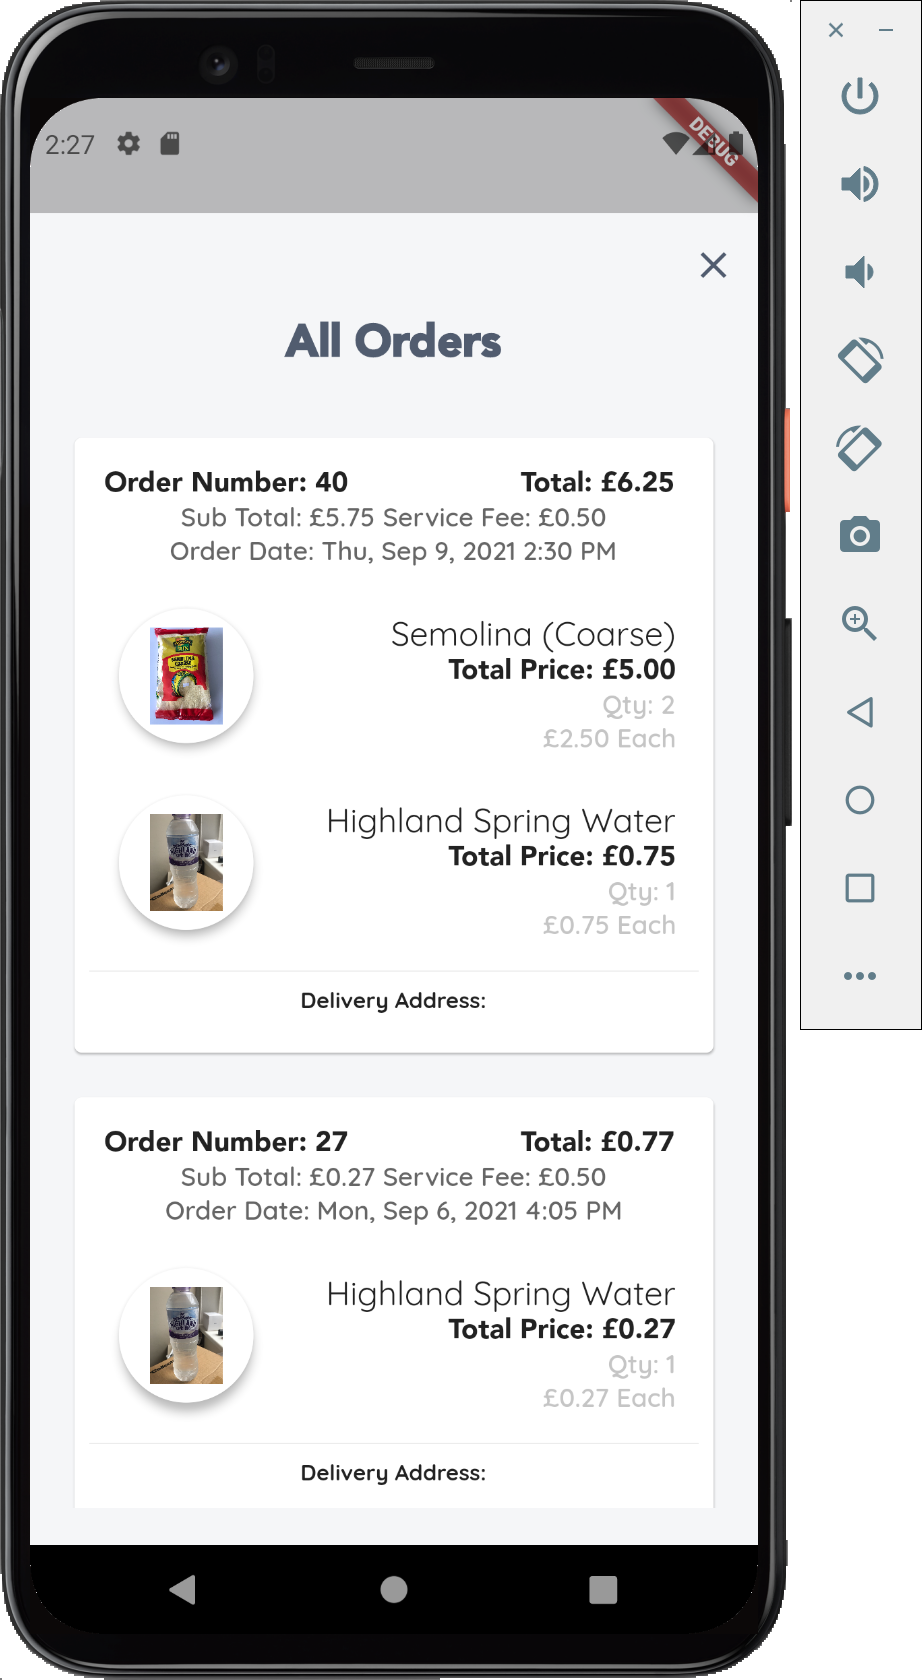 2:27
DEBUG
All Orders
Order Number: 40 Total: £6.25
Sub Total: £5.75 Service Fee: £0.50
Order Date: Thu, Sep 9, 2021 2:30 PM
Semolina (Coarse)
Total Price: £5.00
Qty: 2
£2.50 Each
Highland Spring Water
Total Price: £0.75
Qty: 1
£0.75 Each
Delivery Address:
Order Number: 27 Total: £0.77
Sub Total: £0.27 Service Fee: £0.50
Order Date: Mon, Sep 6, 2021 4:05 PM
Highland Spring Water
Total Price: £0.27
Qty: 1
£0.27 Each
Delivery Address: